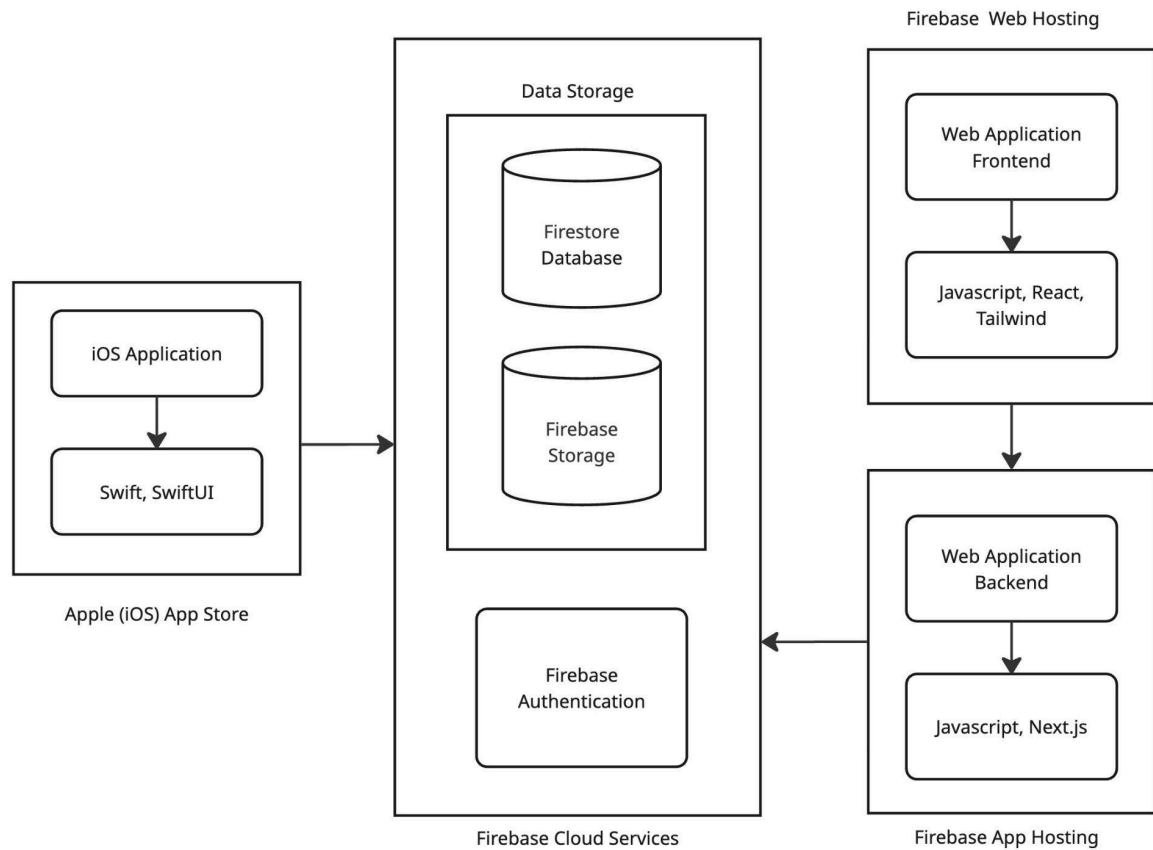 Firebase  Web Hosting
Data Storage
Web Application
Frontend
Firestore
Database
Javascript, React,
Tailwind
iOS Application
Firebase
Storage
Swift, SwiftUI
Web Application
Backend
Apple (iOS) App Store
Firebase
Authentication
Javascript, Next.js
Firebase Cloud Services
Firebase App Hosting